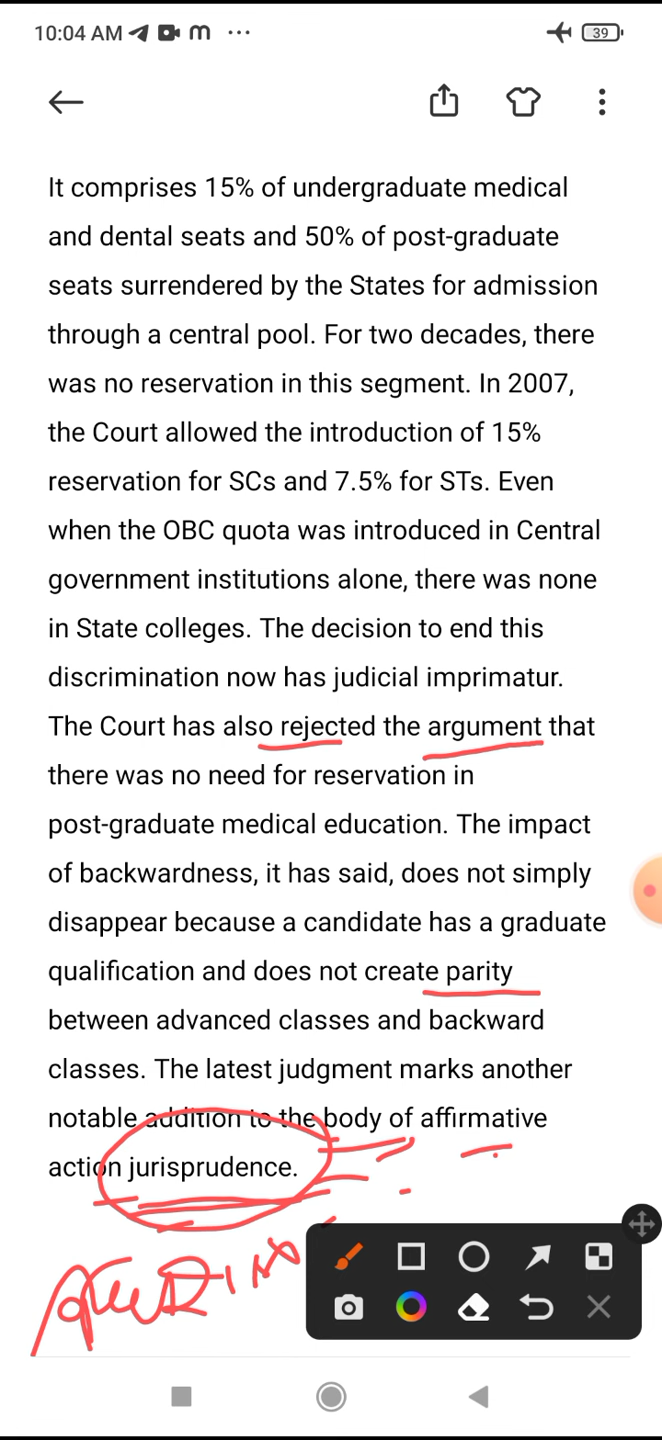 10:04 AM
39
It comprises 15% of undergraduate medical
and dental seats and 50% of post-graduate
seats surrendered by the States for admission
through a central pool. For two decades, there
was no reservation in this segment. In 2007,
the Court allowed the introduction of 15%
reservation for SCs and 7.5% for STs. Even
when the OBC quota was introduced in Central
government institutions alone, there was none
in State colleges. The decision to end this
discrimination now has judicial imprimatur.
The Court has also rejected the argument that
there was no need for reservation in
post-graduate medical education. The impact
of backwardness, it has said, does not simply
disappear because a candidate has a graduate
qualification and does not create parity
between advanced classes and backward
classes. The latest judgment marks another
notable addition to the body of affirmative
action jurisprudence.